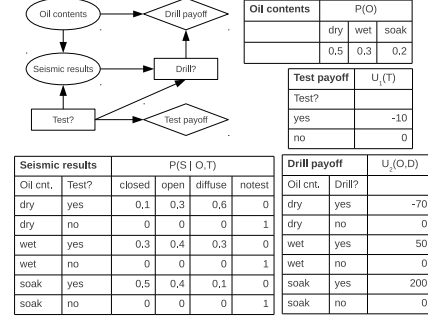 Oil contents
Drill payoff
Seismic results
Drill?
Test?
Test payoff
Oil contents P(O)
dry wet soak
0,5 0,3 0,2
Test payoff U1(T)
Test?
yes -10
no 0
Seismic results P(S | O,T)
Oil cnt. Test? closed open diffuse notest
dry yes 0,1 0,3 0,6 0
dry no 0 0 0 1
wet yes 0,3 0,4 0,3 0
wet no 0 0 0 1
soak yes 0,5 0,4 0,1 0
soak no 0 0 0 1
Drill payoff U2(O,D)
Oil cnt. Drill?
dry yes -70
dry no 0
wet yes 50
wet no 0
soak yes 200
soak no 0